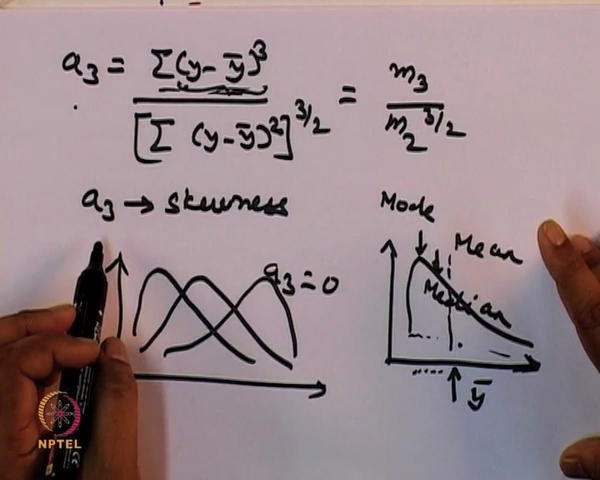 a₃ = Σ(y-ȳ)³ / [Σ (y-ȳ)²]^3/2 = m₃ / m₂^3/2
a₃ → skewness
Mode
Mean
Median
a₃ = 0
ȳ
NPTEL